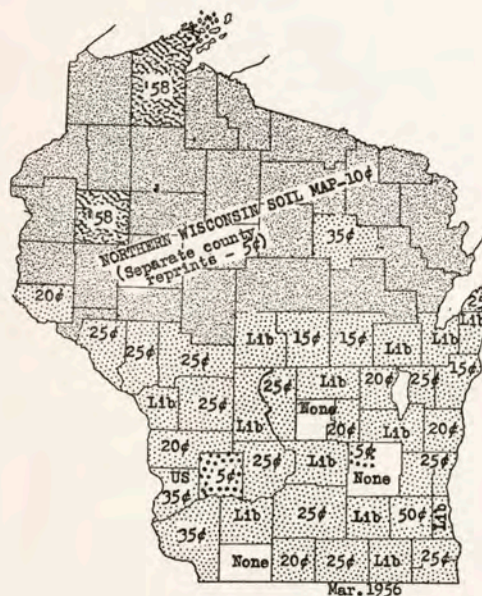 '58
'58
NORTHERN WISCONSIN SOIL MAP-10¢
(Separate county
reprints - 5¢)
35¢
20¢
Lib
25¢ 25¢ 25¢ Lib 15¢ 15¢ Lib Lib
15¢
Lib 25¢ Lib 25¢ Lib 20¢ 25¢
None 20¢ Lib 20¢
20¢
US 5¢ 25¢ Lib 5¢ None 25¢
35¢
35¢ Lib 25¢ Lib 50¢ Lib
None 20¢ 25¢ Lib Lib 25¢
Mar. 1956